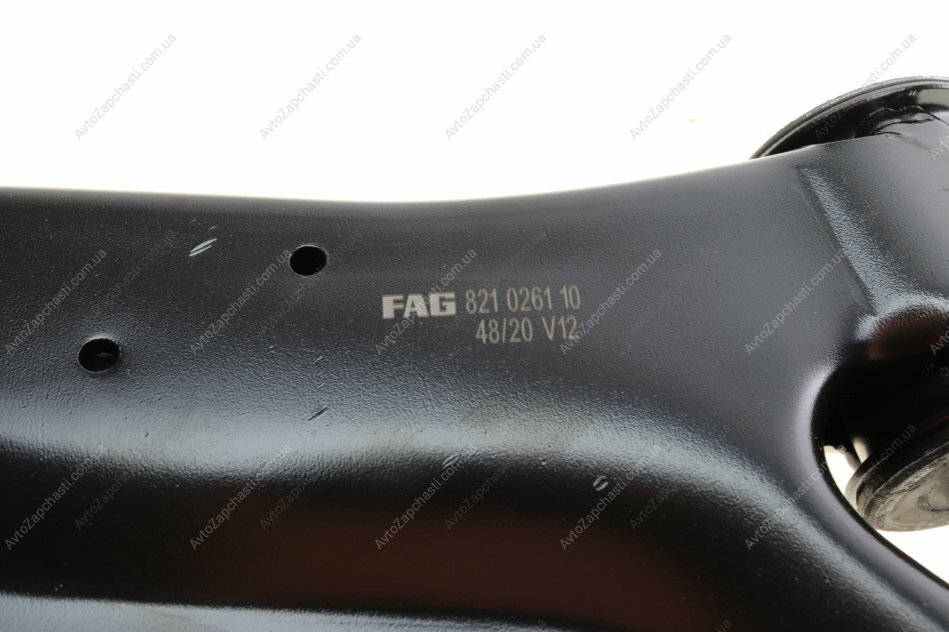 AvtoZapchasti.com.ua
FAG 821 0261 10
48/20 V12